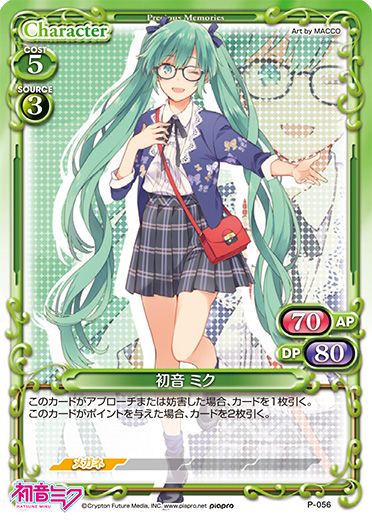 Precious Memories
Character
Art by MACCO
COST
5
SOURCE
3
70 AP
DP 80
初音 ミク
このカードがアプローチまたは妨害した場合、カードを1枚引く。
このカードがポイントを与えた場合、カードを2枚引く。
メガネ
初音ミク
HATSUNE MIKU
©Crypton Future Media, INC. www.piapro.net piapro
P-056